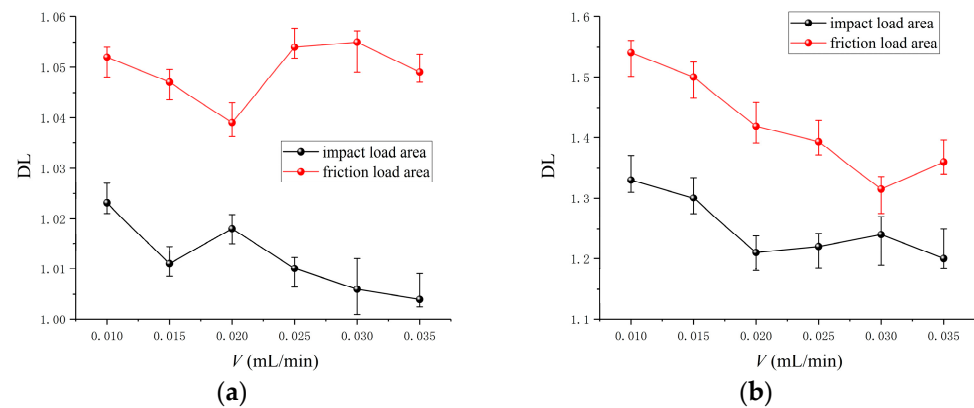 1.06
1.05
1.04
1.03
1.02
1.01
1.00
DL
impact load area
friction load area
0.010 0.015 0.020 0.025 0.030 0.035
V (mL/min)
(a)
1.6
1.5
1.4
1.3
1.2
1.1
DL
impact load area
friction load area
0.010 0.015 0.020 0.025 0.030 0.035
V (mL/min)
(b)